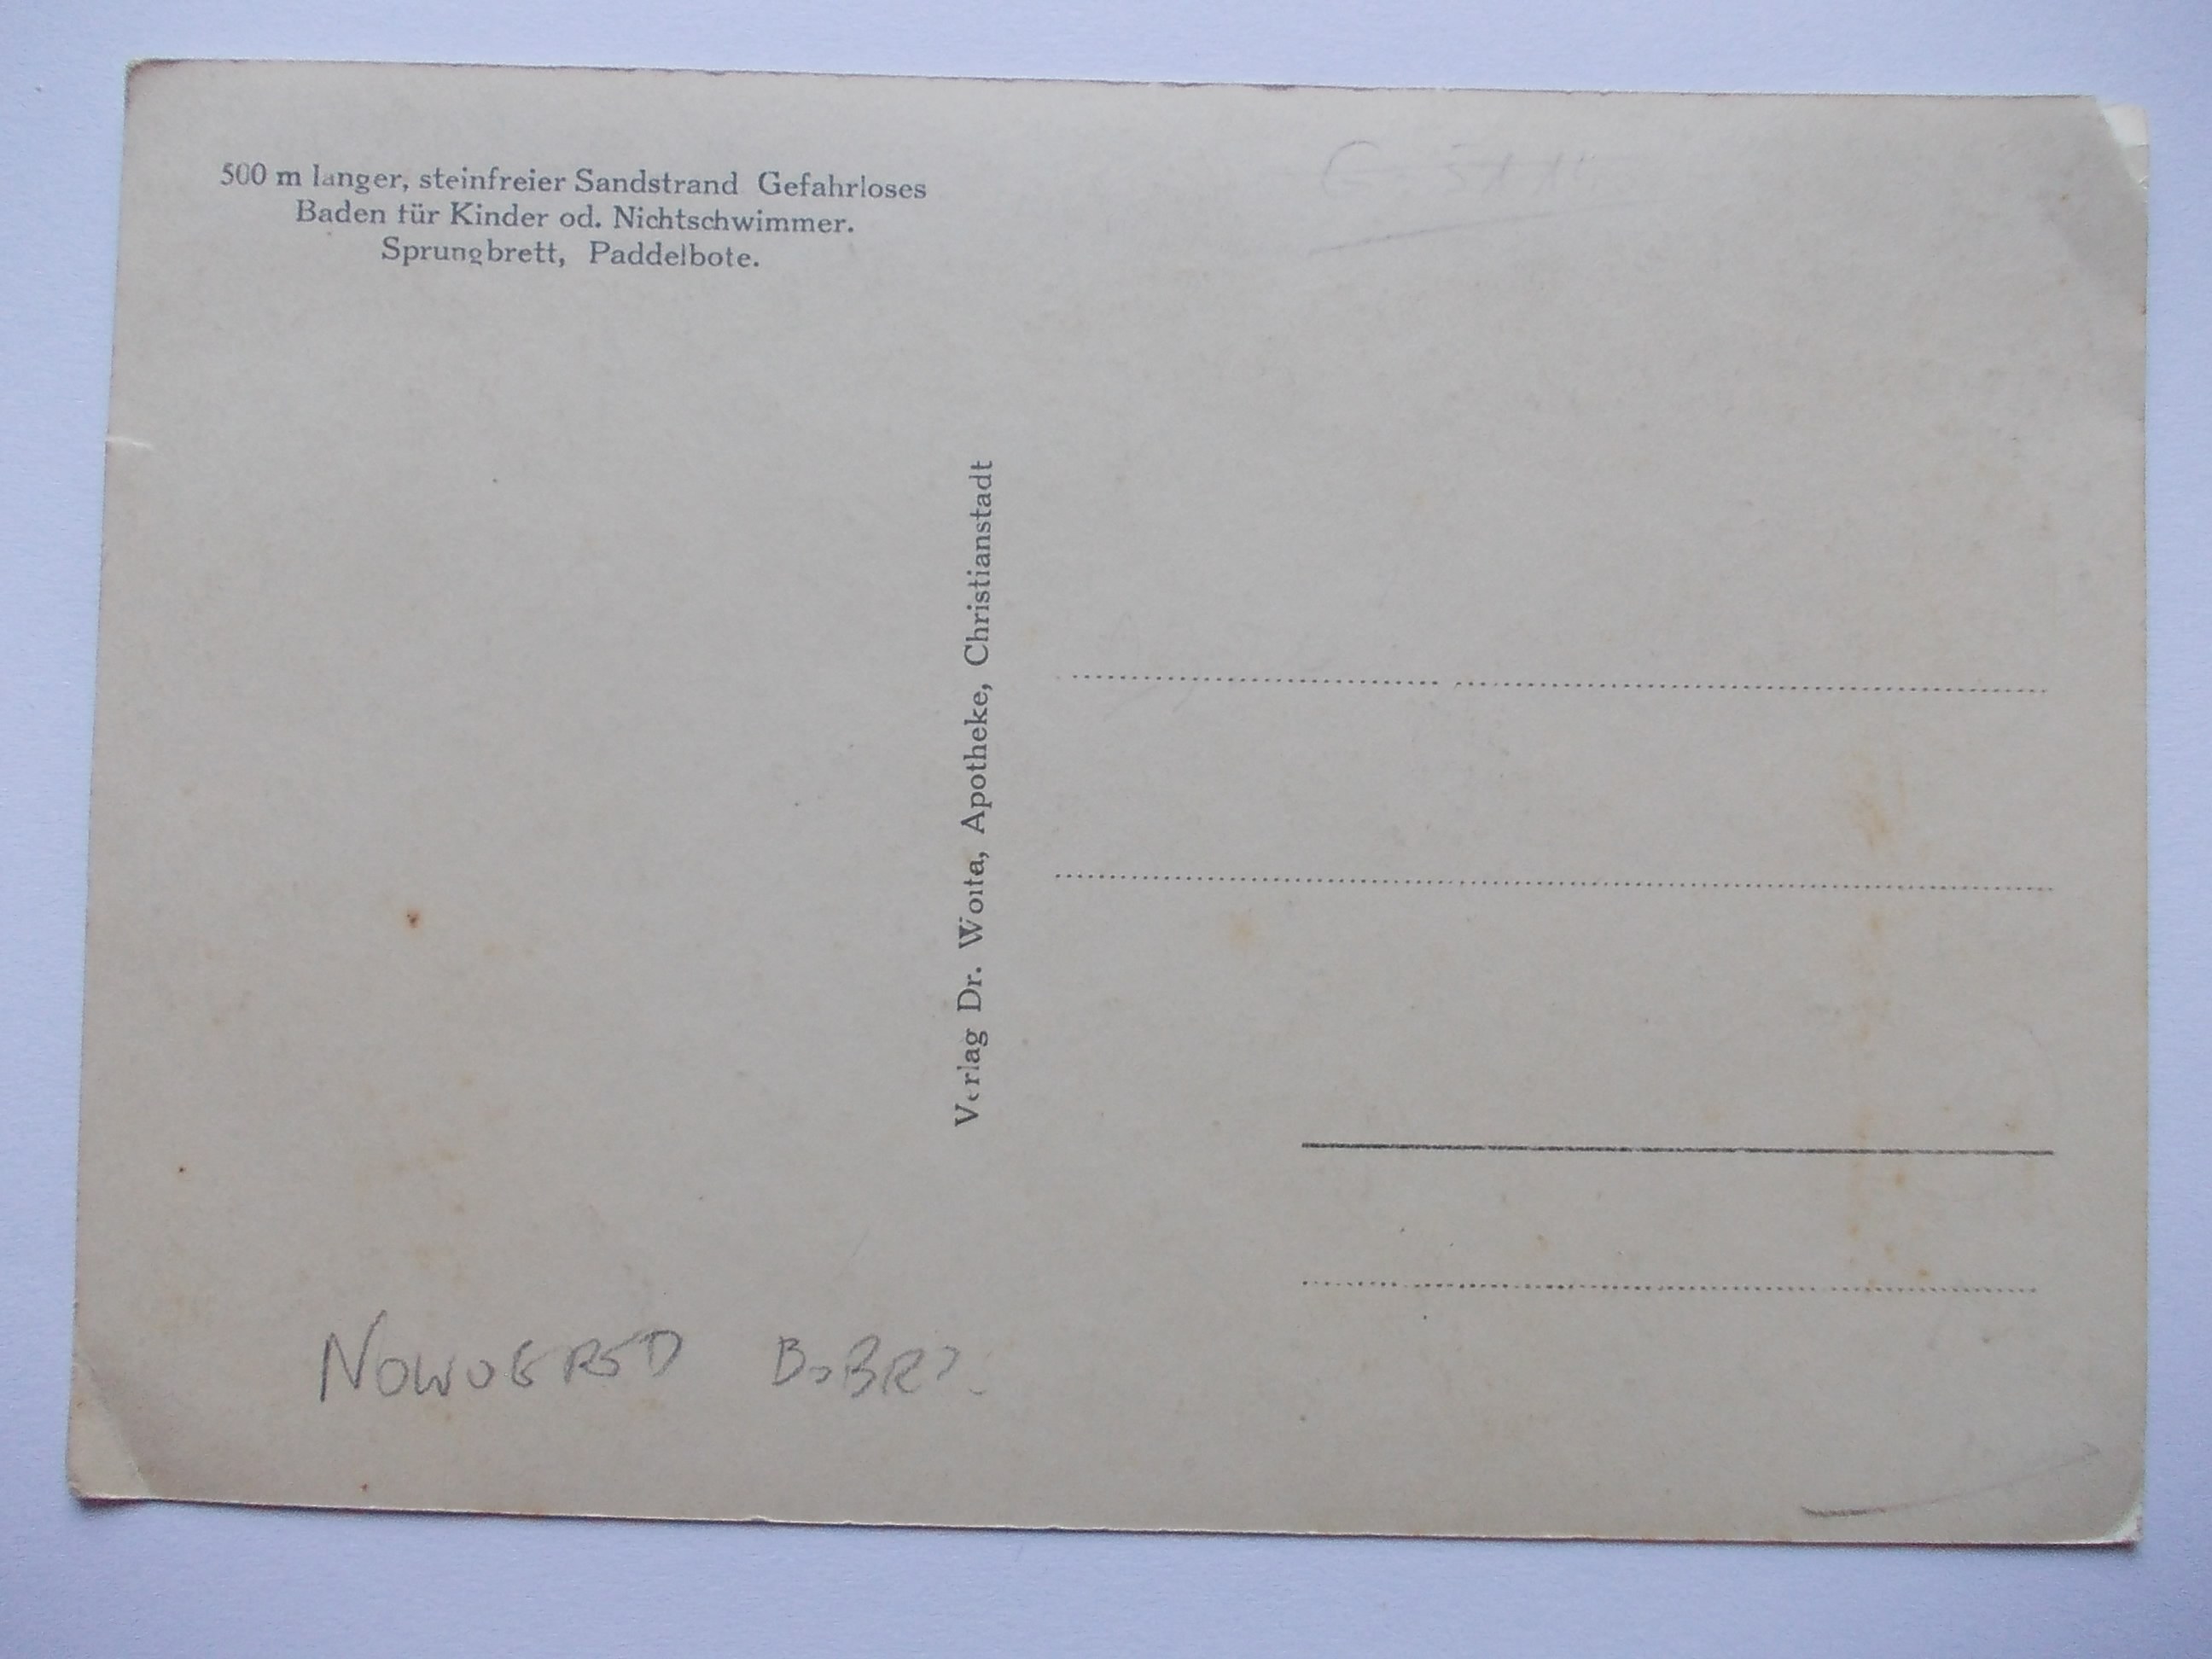 500 m langer, steinfreier Sandstrand Gefahrloses
Baden für Kinder od. Nichtschwimmer.
Sprungbrett, Paddelbote.
Verlag Dr. Woita, Apotheke, Christianstadt
NOWOGRÓD BOBRZ.